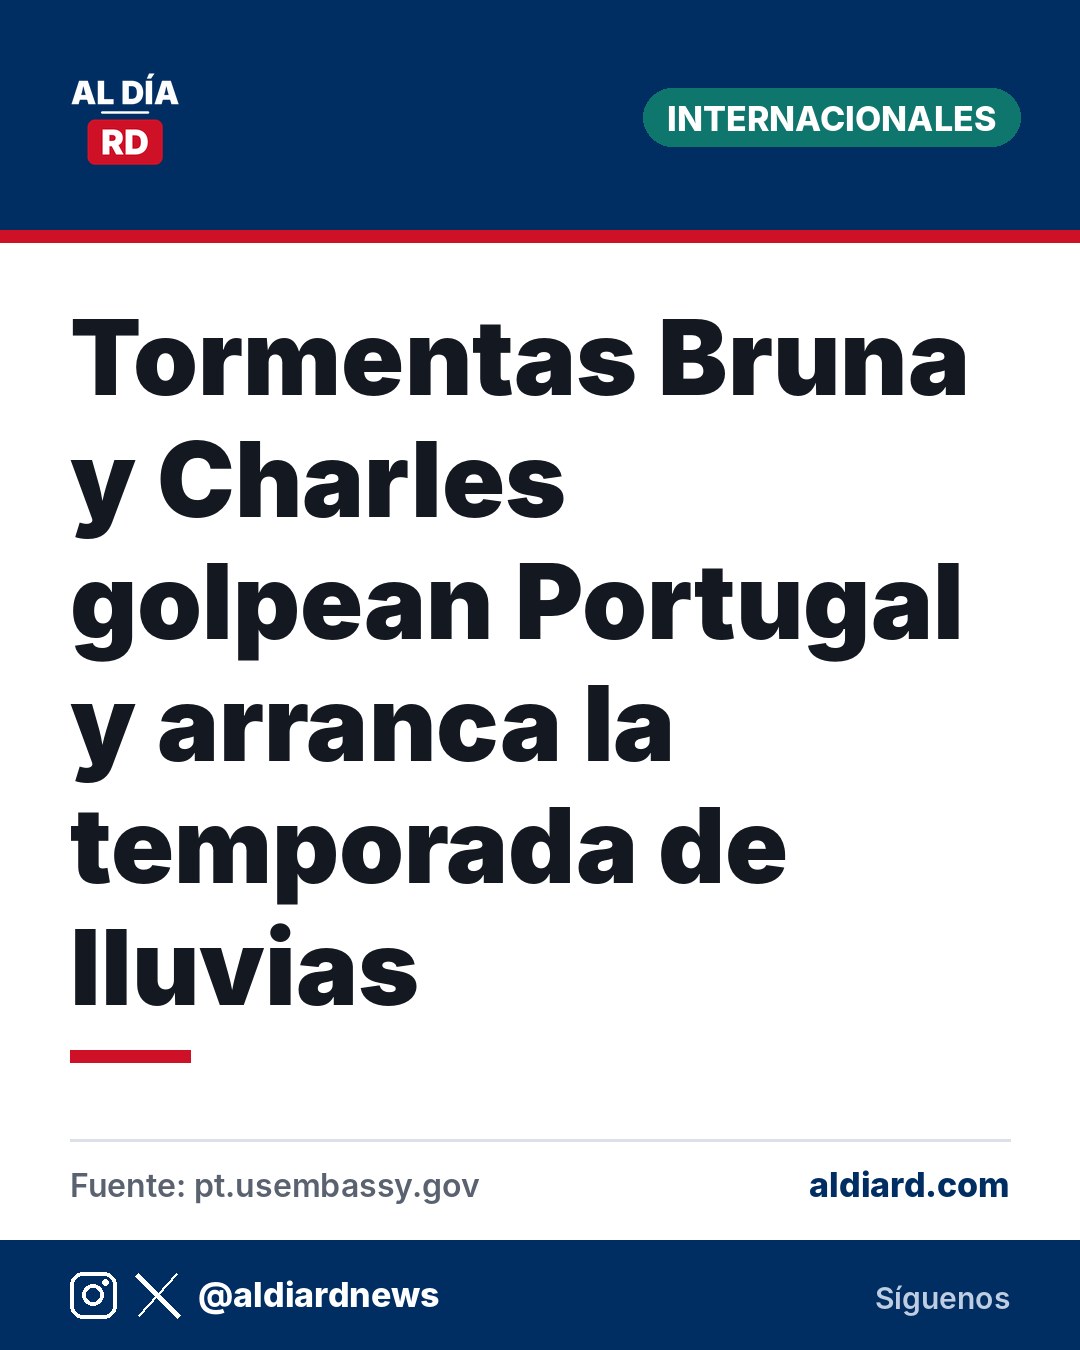 AL DÍA
RD
INTERNACIONALES
Tormentas Bruna
y Charles
golpean Portugal
y arranca la
temporada de
lluvias
Fuente: pt.usembassy.gov
aldiard.com
@aldiardnews
Síguenos